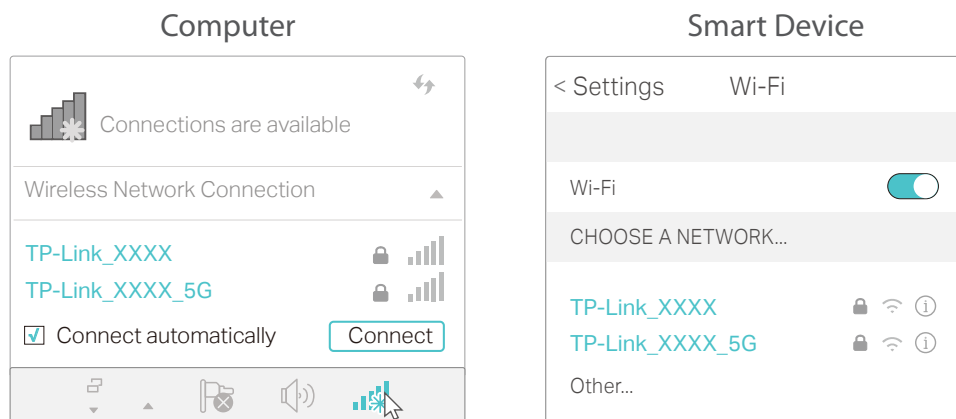 Computer
Connections are available
Wireless Network Connection
TP-Link_XXXX
TP-Link_XXXX_5G
Connect automatically
Connect
Smart Device
< Settings Wi-Fi
Wi-Fi
CHOOSE A NETWORK...
TP-Link_XXXX
TP-Link_XXXX_5G
Other...